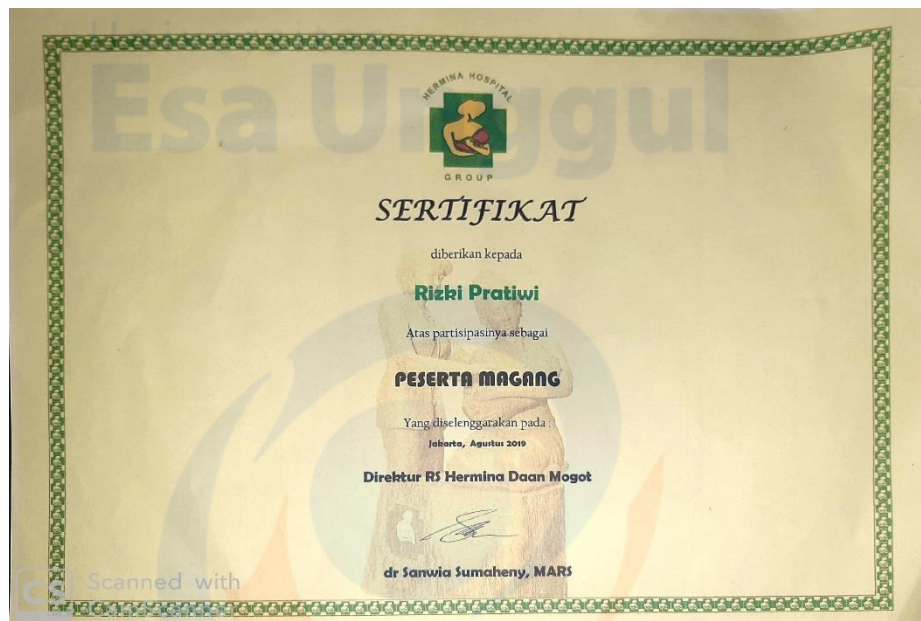 Esa Unggul
HERMINA HOSPITAL
GROUP
SERTIFIKAT
diberikan kepada
Rizki Pratiwi
Atas partisipasinya sebagai
PESERTA MAGANG
Yang diselenggarakan pada :
Jakarta, Agustus 2019
Direktur RS Hermina Daan Mogot
dr Sanwia Sumaheny, MARS
CS Scanned with